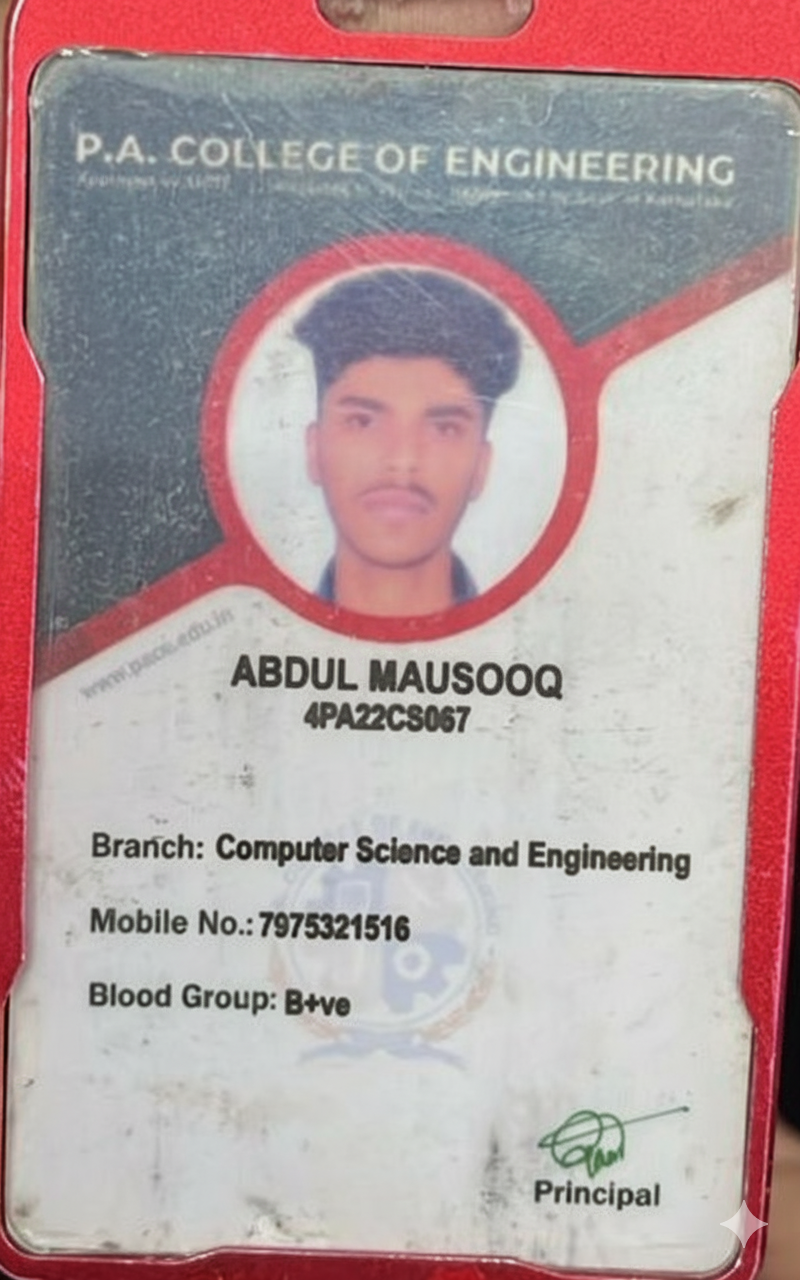 P.A. COLLEGE OF ENGINEERING
www.pace.edu.in
ABDUL MAUSOOQ
4PA22CS067
Branch: Computer Science and Engineering
Mobile No.: 7975321516
Blood Group: B+ve
Principal